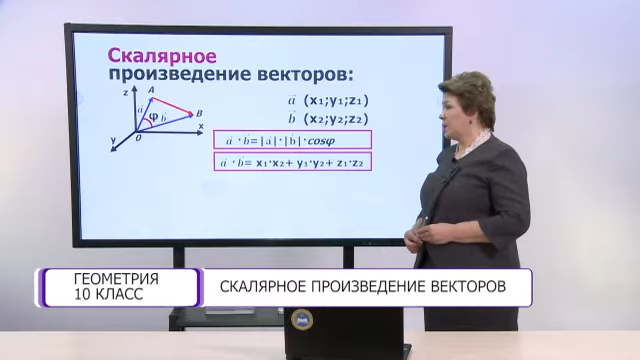 Скалярное
произведение векторов:
z
A
a
φ
b
B
y
O
x
a (x₁;y₁;z₁)
b (x₂;y₂;z₂)
a · b=|a|·|b|·cosφ
a · b= x₁·x₂+ y₁·y₂+ z₁·z₂
ГЕОМЕТРИЯ
10 КЛАСС
СКАЛЯРНОЕ ПРОИЗВЕДЕНИЕ ВЕКТОРОВ